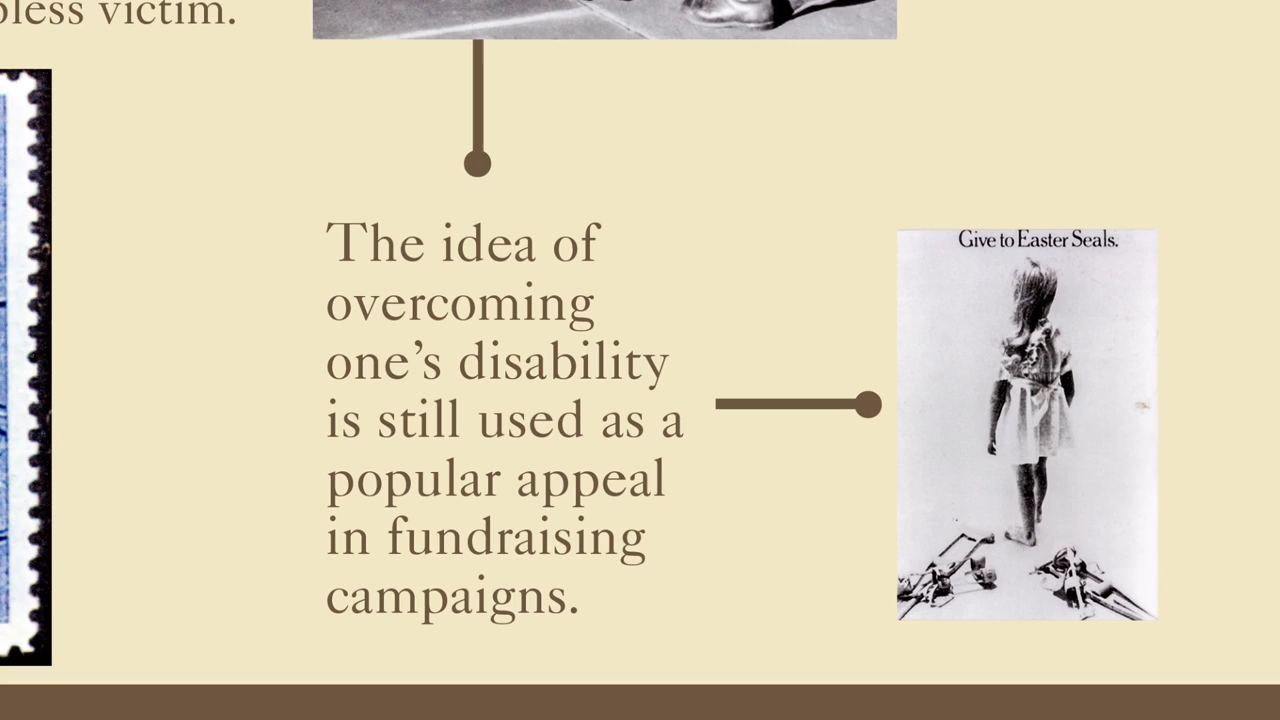 victim.
The idea of
overcoming
one’s disability
is still used as a
popular appeal
in fundraising
campaigns.
Give to Easter Seals.